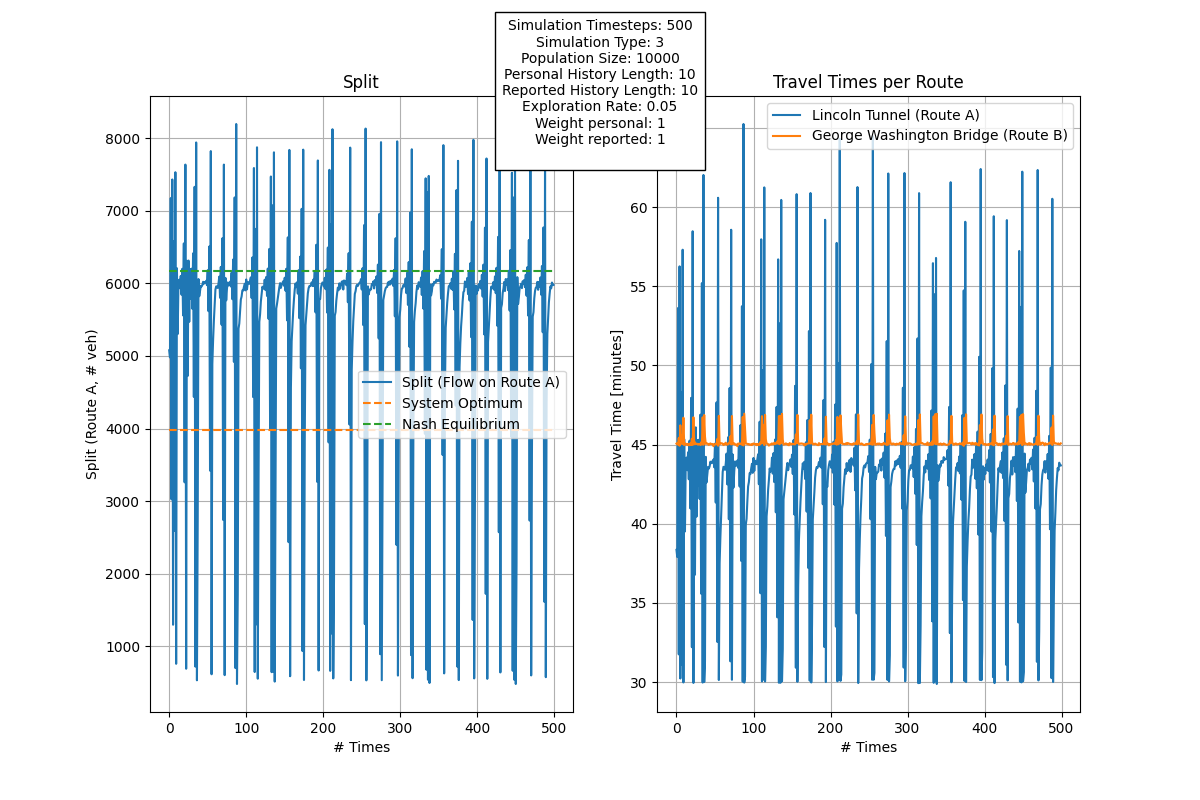 Simulation Timesteps: 500
Simulation Type: 3
Population Size: 10000
Personal History Length: 10
Reported History Length: 10
Exploration Rate: 0.05
Weight personal: 1
Weight reported: 1
Split
Split (Route A, # veh)
8000
7000
6000
5000
4000
3000
2000
1000
Split (Flow on Route A)
System Optimum
Nash Equilibrium
0
100
200
300
400
500
# Times
Travel Times per Route
Lincoln Tunnel (Route A)
George Washington Bridge (Route B)
Travel Time [minutes]
60
55
50
45
40
35
30
0
100
200
300
400
500
# Times